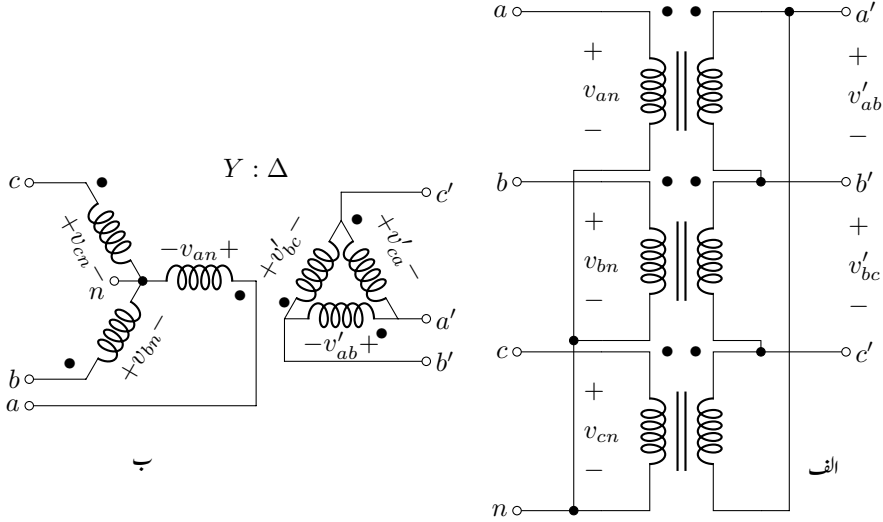 a
a′
+
v_an
−
+
v′_ab
−
Y : Δ
c
c′
+v_cn−
−v_an+
n
+v′_bc−
+v′_ca−
a′
−v′_ab+
b′
+v_bn−
b
a
ب
b
b′
+
v_bn
−
+
v′_bc
−
c
c′
+
v_cn
−
n
الف